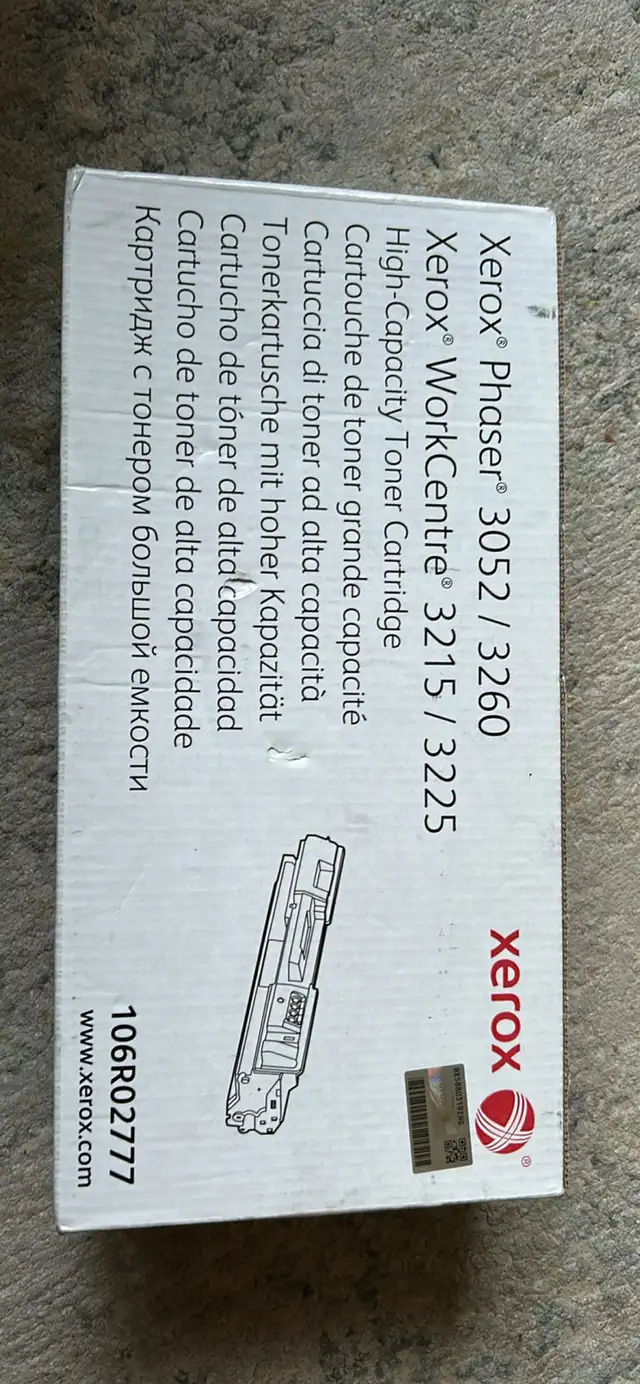 Xerox® Phaser® 3052 / 3260
Xerox® WorkCentre® 3215 / 3225
High-Capacity Toner Cartridge
Cartouche de toner grande capacité
Cartuccia di toner ad alta capacità
Tonerkartusche mit hoher Kapazität
Cartucho de tóner de alta capacidad
Cartucho de toner de alta capacidade
Картридж с тонером большой емкости
xerox ®
106R02777
www.xerox.com